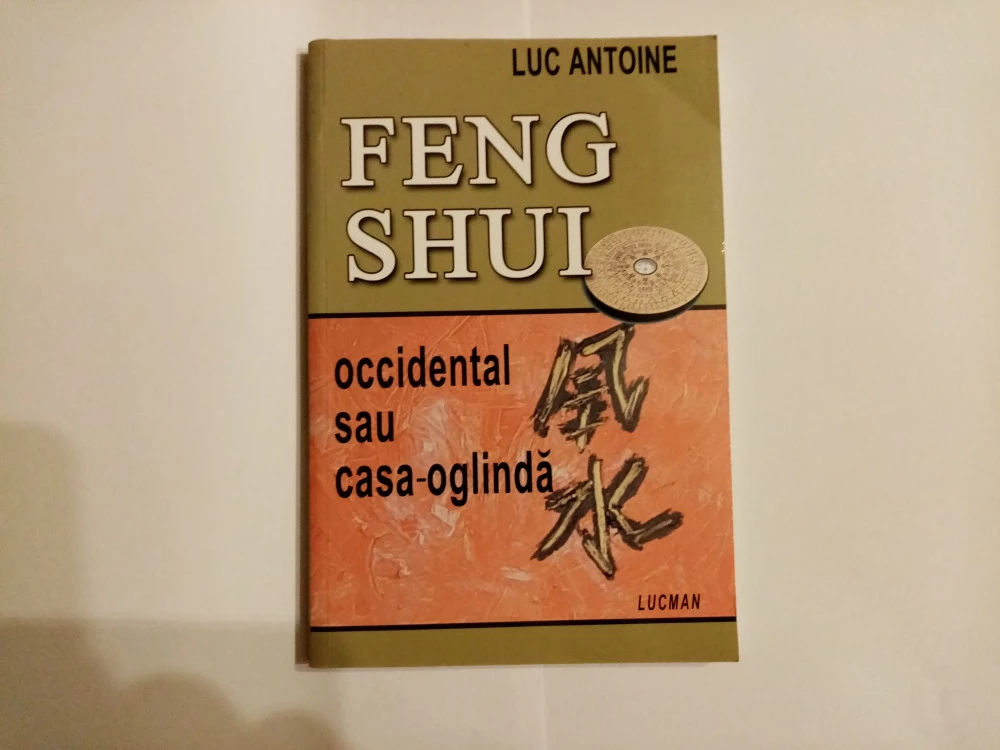 LUC ANTOINE
FENG
SHUI
occidental
sau
casa-oglindă
風
水
LUCMAN